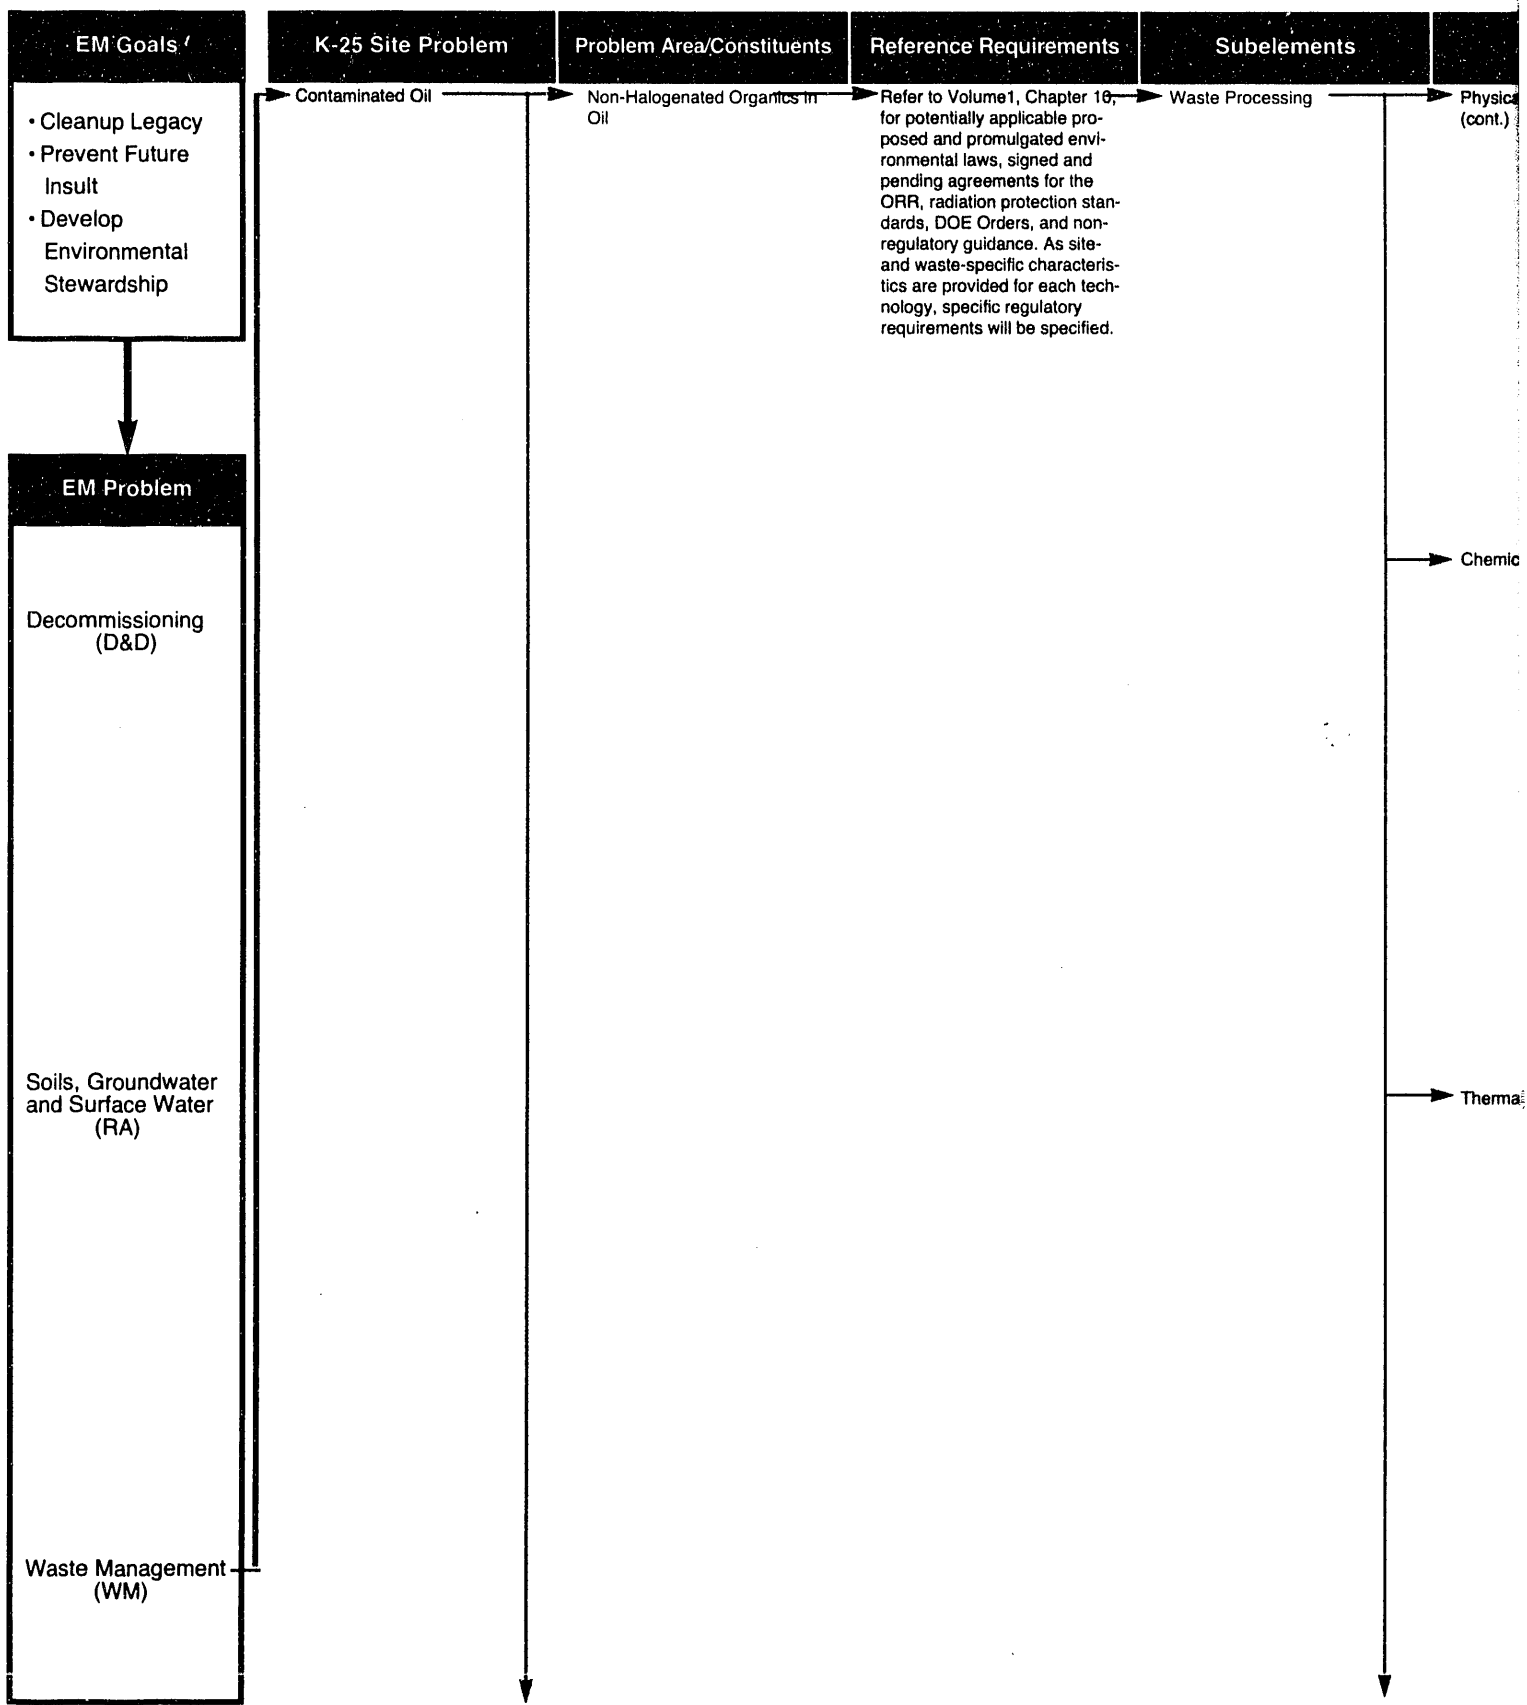 EM Goals
• Cleanup Legacy
• Prevent Future
Insult
• Develop
Environmental
Stewardship
EM Problem
Decommissioning
(D&D)
Soils, Groundwater
and Surface Water
(RA)
Waste Management
(WM)
K-25 Site Problem
Contaminated Oil
Problem Area/Constituents
Non-Halogenated Organics in
Oil
Reference Requirements
Refer to Volume1, Chapter 10,
for potentially applicable pro-
posed and promulgated envi-
ronmental laws, signed and
pending agreements for the
ORR, radiation protection stan-
dards, DOE Orders, and non-
regulatory guidance. As site-
and waste-specific characteris-
tics are provided for each tech-
nology, specific regulatory
requirements will be specified.
Subelements
Waste Processing
Physica
(cont.)
Chemic
Therma